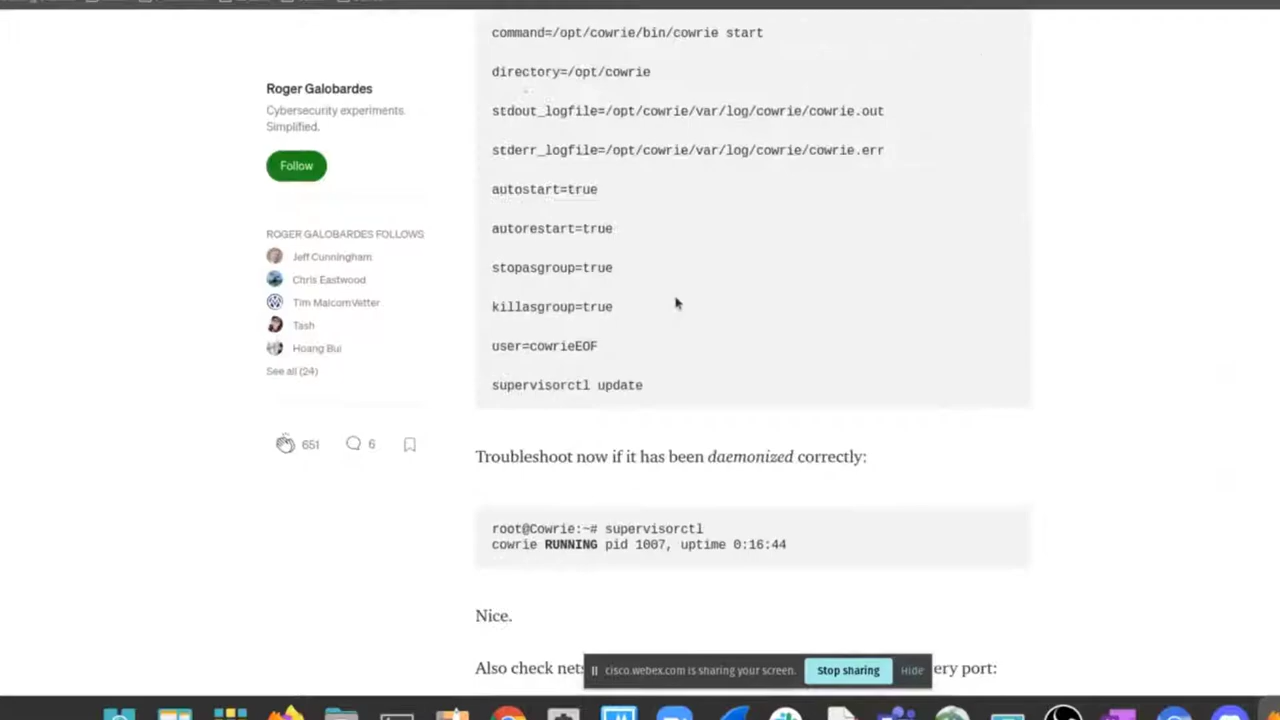 command=/opt/cowrie/bin/cowrie start
directory=/opt/cowrie
stdout_logfile=/opt/cowrie/var/log/cowrie/cowrie.out
stderr_logfile=/opt/cowrie/var/log/cowrie/cowrie.err
autostart=true
autorestart=true
stopasgroup=true
killasgroup=true
user=cowrieEOF
supervisorctl update
Roger Galobardes
Cybersecurity experiments.
Simplified.
Follow
ROGER GALOBARDES FOLLOWS
Jeff Cunningham
Chris Eastwood
Tim MalcomVetter
Tash
Hoang Bui
See all (24)
651
6
Troubleshoot now if it has been daemonized correctly:
root@Cowrie:~# supervisorctl
cowrie RUNNING pid 1007, uptime 0:16:44
Nice.
Also check nets ery port:
cisco.webex.com is sharing your screen. Stop sharing Hide